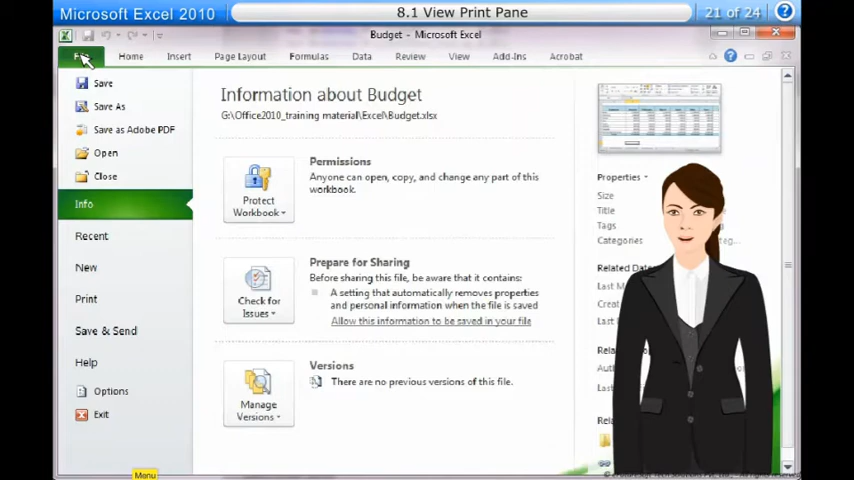 Microsoft Excel 2010
8.1 View Print Pane
21 of 24
?
Budget - Microsoft Excel
Home Insert Page Layout Formulas Data Review View Add-Ins Acrobat
Save
Save As
Save as Adobe PDF
Open
Close
Info
Recent
New
Print
Save & Send
Help
Options
Exit
Information about Budget
G:\Office2010_training material\Excel\Budget.xlsx
Protect
Workbook
Permissions
Anyone can open, copy, and change any part of this
workbook.
Check for
Issues
Prepare for Sharing
Before sharing this file, be aware that it contains:
A setting that automatically removes properties
and personal information when the file is saved
Allow this information to be saved in your file
Manage
Versions
Versions
There are no previous versions of this file.
Properties
Size
Title
Tags
Categories
Related
Last
Related
Last
Menu